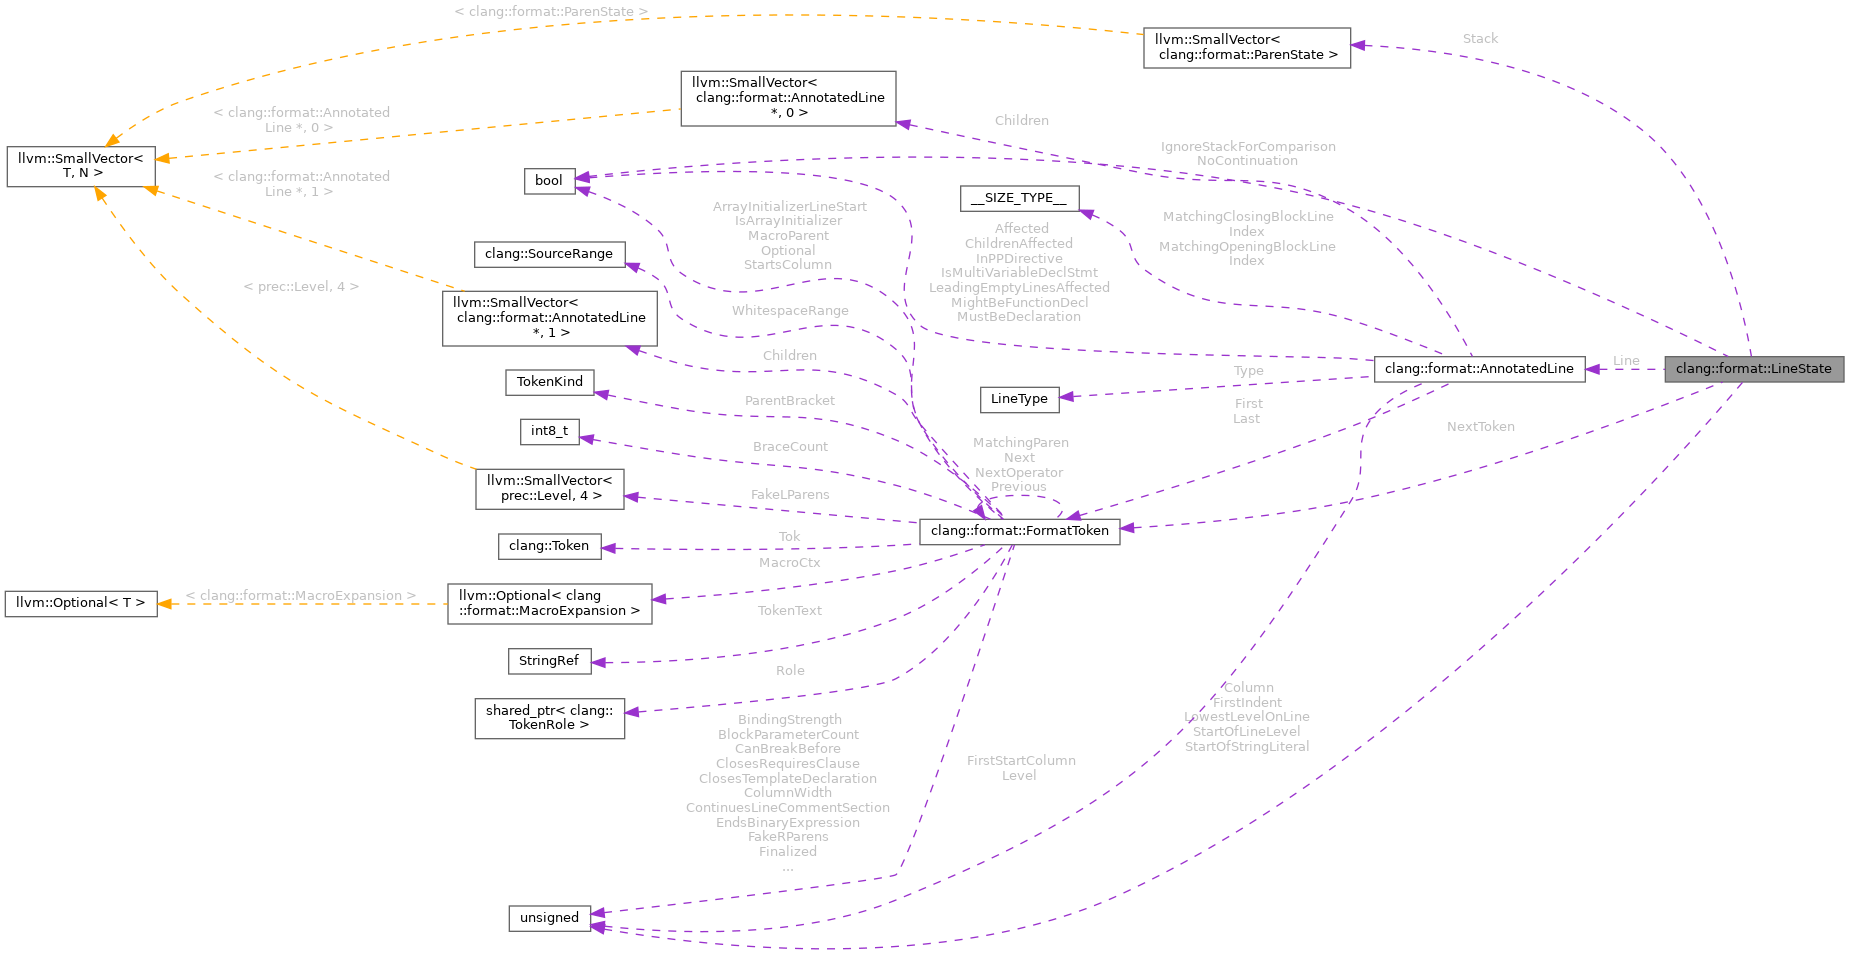 < clang::format::ParenState >
llvm::SmallVector<
clang::format::ParenState >
Stack
llvm::SmallVector<
clang::format::AnnotatedLine
*, 0 >
< clang::format::Annotated
Line *, 0 >
Children
llvm::SmallVector<
T, N >
IgnoreStackForComparison
NoContinuation
< clang::format::Annotated
Line *, 1 >
bool
__SIZE_TYPE__
ArrayInitializerLineStart
IsArrayInitializer
MacroParent
Optional
StartsColumn
MatchingClosingBlockLine
Index
MatchingOpeningBlockLine
Index
Affected
ChildrenAffected
InPPDirective
IsMultiVariableDeclStmt
LeadingEmptyLinesAffected
MightBeFunctionDecl
MustBeDeclaration
clang::SourceRange
< prec::Level, 4 >
llvm::SmallVector<
clang::format::AnnotatedLine
*, 1 >
WhitespaceRange
Children
TokenKind
LineType
Type
clang::format::AnnotatedLine
Line
clang::format::LineState
ParentBracket
First
Last
NextToken
int8_t
BraceCount
MatchingParen
Next
NextOperator
Previous
llvm::SmallVector<
prec::Level, 4 >
FakeLParens
clang::format::FormatToken
clang::Token
Tok
MacroCtx
llvm::Optional< T >
< clang::format::MacroExpansion >
llvm::Optional< clang
::format::MacroExpansion >
TokenText
StringRef
Role
shared_ptr< clang::
TokenRole >
Column
FirstIndent
LowestLevelOnLine
StartOfLineLevel
StartOfStringLiteral
BindingStrength
BlockParameterCount
CanBreakBefore
ClosesRequiresClause
ClosesTemplateDeclaration
ColumnWidth
ContinuesLineCommentSection
EndsBinaryExpression
FakeRParens
Finalized
...
FirstStartColumn
Level
unsigned